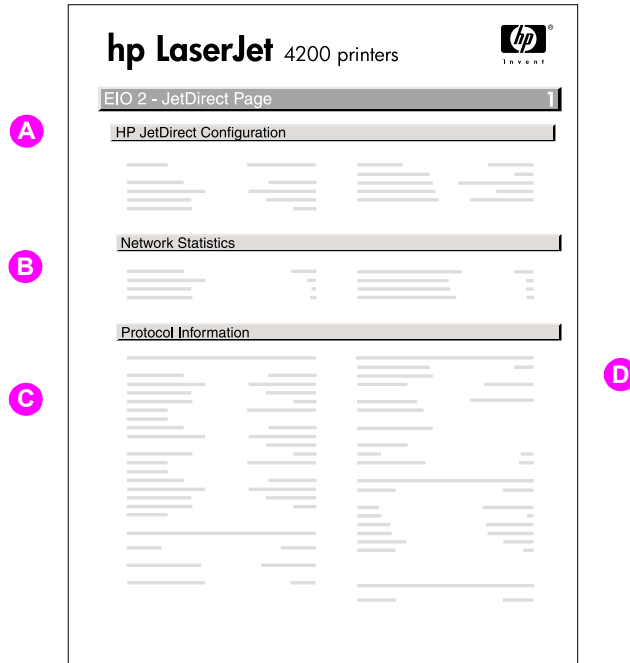 hp LaserJet 4200 printers
hp ®
invent
EIO 2 - JetDirect Page 1
A
HP JetDirect Configuration
B
Network Statistics
Protocol Information
C
D